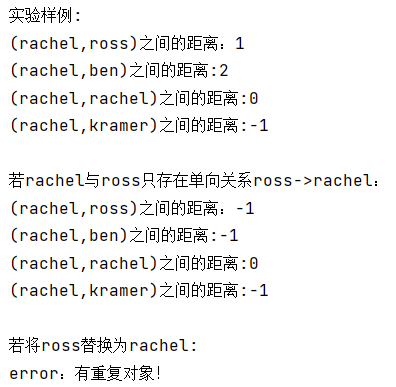 实验样例:
(rachel,ross)之间的距离：1
(rachel,ben)之间的距离:2
(rachel,rachel)之间的距离:0
(rachel,kramer)之间的距离:-1
若rachel与ross只存在单向关系ross->rachel：
(rachel,ross)之间的距离：-1
(rachel,ben)之间的距离:-1
(rachel,rachel)之间的距离:0
(rachel,kramer)之间的距离:-1
若将ross替换为rachel:
error：有重复对象!